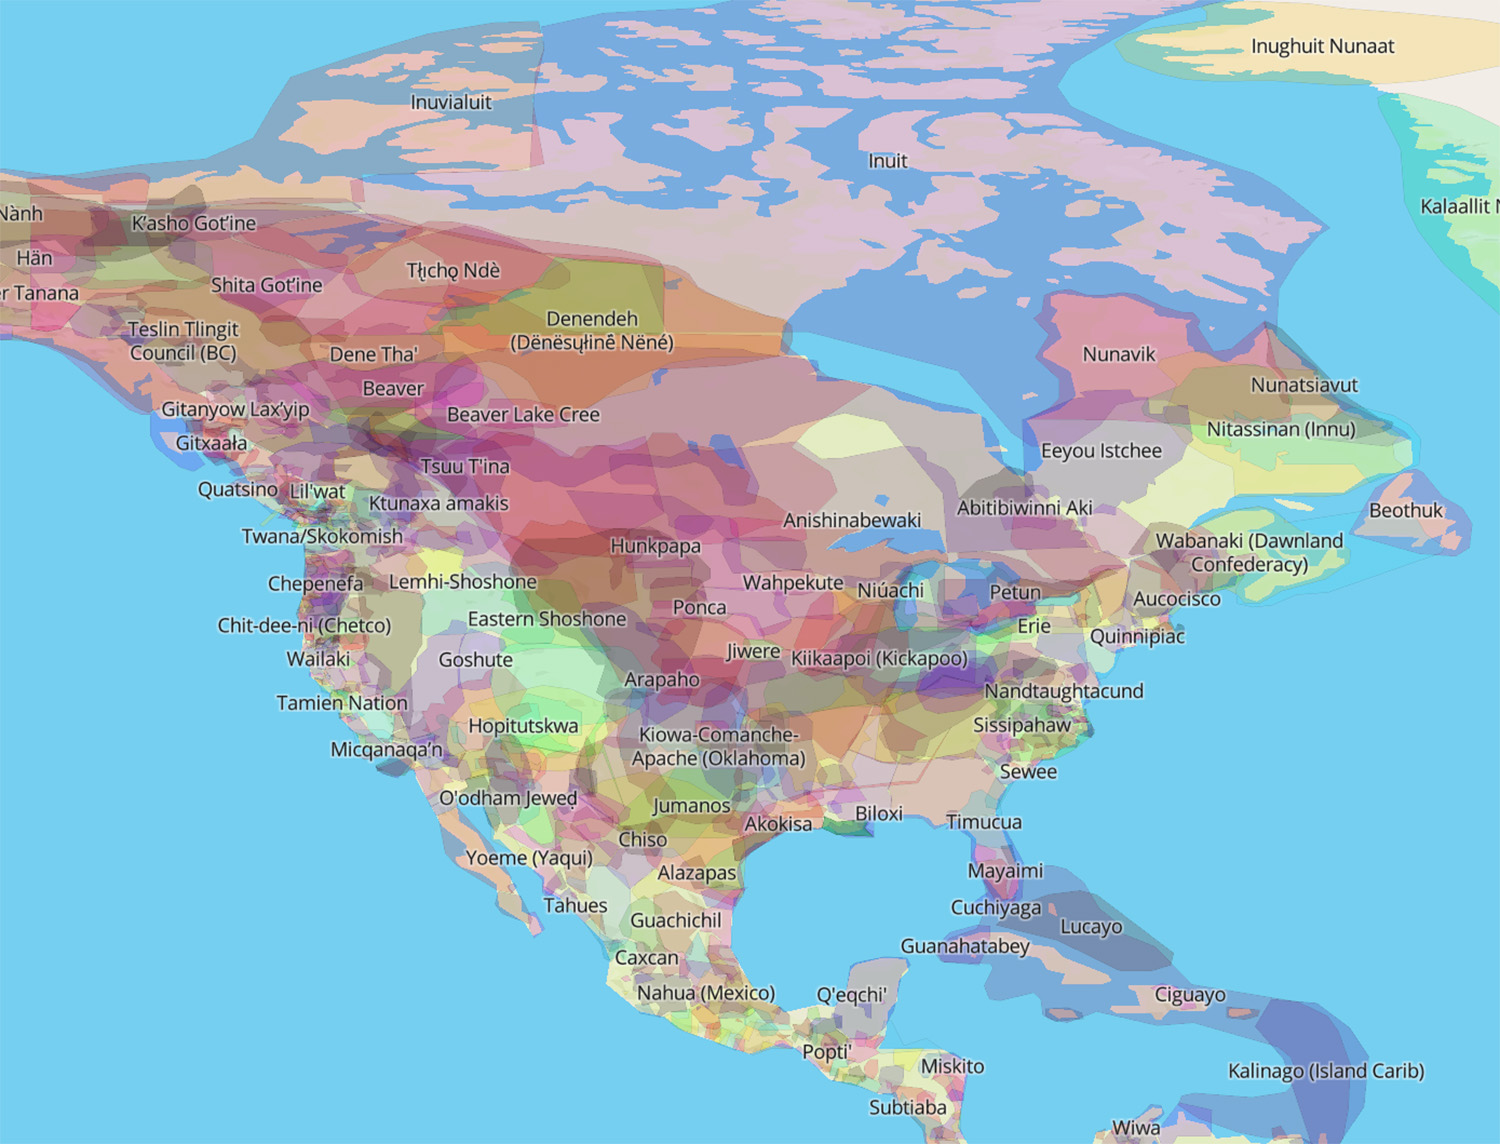 Inughuit Nunaat
Inuvialuit
Inuit
Kalaallit N
Nành
K'asho Got'ine
Hän
Tłı̨chǫ Ndè
Shita Got'ine
er Tanana
Teslin Tlingit
Council (BC)
Denendeh
(Dënësųłinë́ Nëné)
Dene Tha'
Nunavik
Beaver
Nunatsiavut
Gitanyow Lax'yip
Beaver Lake Cree
Nitassinan (Innu)
Gitxaała
Eeyou Istchee
Tsuu T'ina
Quatsino
Lil'wat
Ktunaxa amakis
Abitibiwinni Aki
Beothuk
Anishinabewaki
Twana/Skokomish
Hunkpapa
Wabanaki (Dawnland
Confederacy)
Chepenefa
Lemhi-Shoshone
Wahpekute
Niúachi
Petun
Aucocisco
Ponca
Eastern Shoshone
Chit-dee-ni (Chetco)
Erie
Quinnipiac
Wailaki
Goshute
Jiwere
Kiikaapoi (Kickapoo)
Arapaho
Nandtaughtacund
Tamien Nation
Hopitutskwa
Sissipahaw
Kiowa-Comanche-
Apache (Oklahoma)
Micqanaqa'n
Sewee
O'odham Jeweḍ
Jumanos
Akokisa
Biloxi
Timucua
Chiso
Yoeme (Yaqui)
Alazapas
Mayaimi
Tahues
Cuchiyaga
Guachichil
Lucayo
Guanahatabey
Caxcan
Nahua (Mexico)
Q'eqchi'
Ciguayo
Popti'
Miskito
Kalinago (Island Carib)
Subtiaba
Wiwa